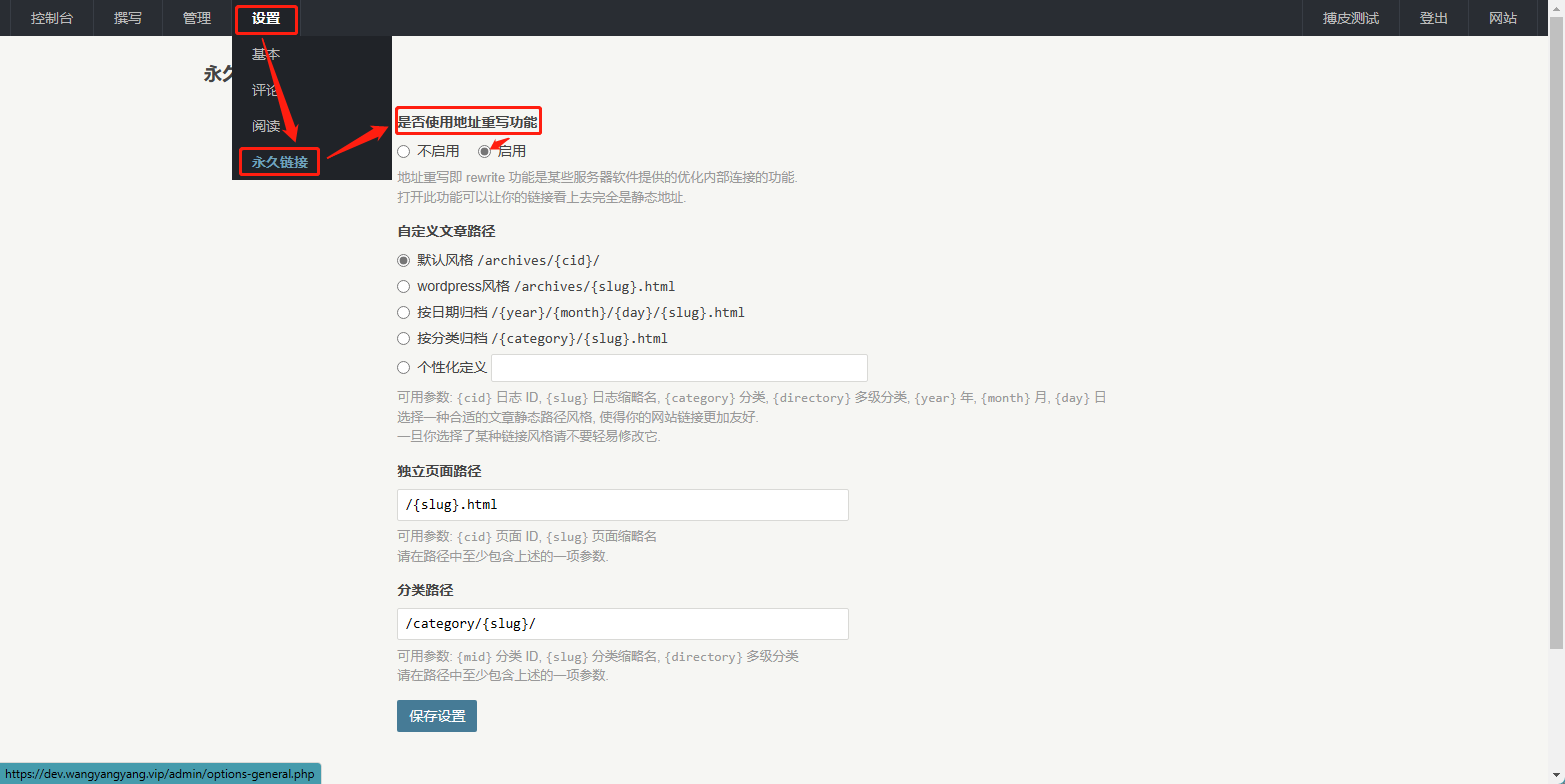 控制台 撰写 管理 设置 搏皮测试 登出 网站
基本
评论
阅读
永久链接
永久
是否使用地址重写功能
不启用 启用
地址重写即 rewrite 功能是某些服务器软件提供的优化内部连接的功能.
打开此功能可以让你的链接看上去完全是静态地址.
自定义文章路径
默认风格 /archives/{cid}/
wordpress风格 /archives/{slug}.html
按日期归档 /{year}/{month}/{day}/{slug}.html
按分类归档 /{category}/{slug}.html
个性化定义
可用参数: {cid} 日志 ID, {slug} 日志缩略名, {category} 分类, {directory} 多级分类, {year} 年, {month} 月, {day} 日
选择一种合适的文章静态路径风格, 使得你的网站链接更加友好.
一旦你选择了某种链接风格请不要轻易修改它.
独立页面路径
/{slug}.html
可用参数: {cid} 页面 ID, {slug} 页面缩略名
请在路径中至少包含上述的一项参数.
分类路径
/category/{slug}/
可用参数: {mid} 分类 ID, {slug} 分类缩略名, {directory} 多级分类
请在路径中至少包含上述的一项参数.
保存设置
https://dev.wangyangyang.vip/admin/options-general.php